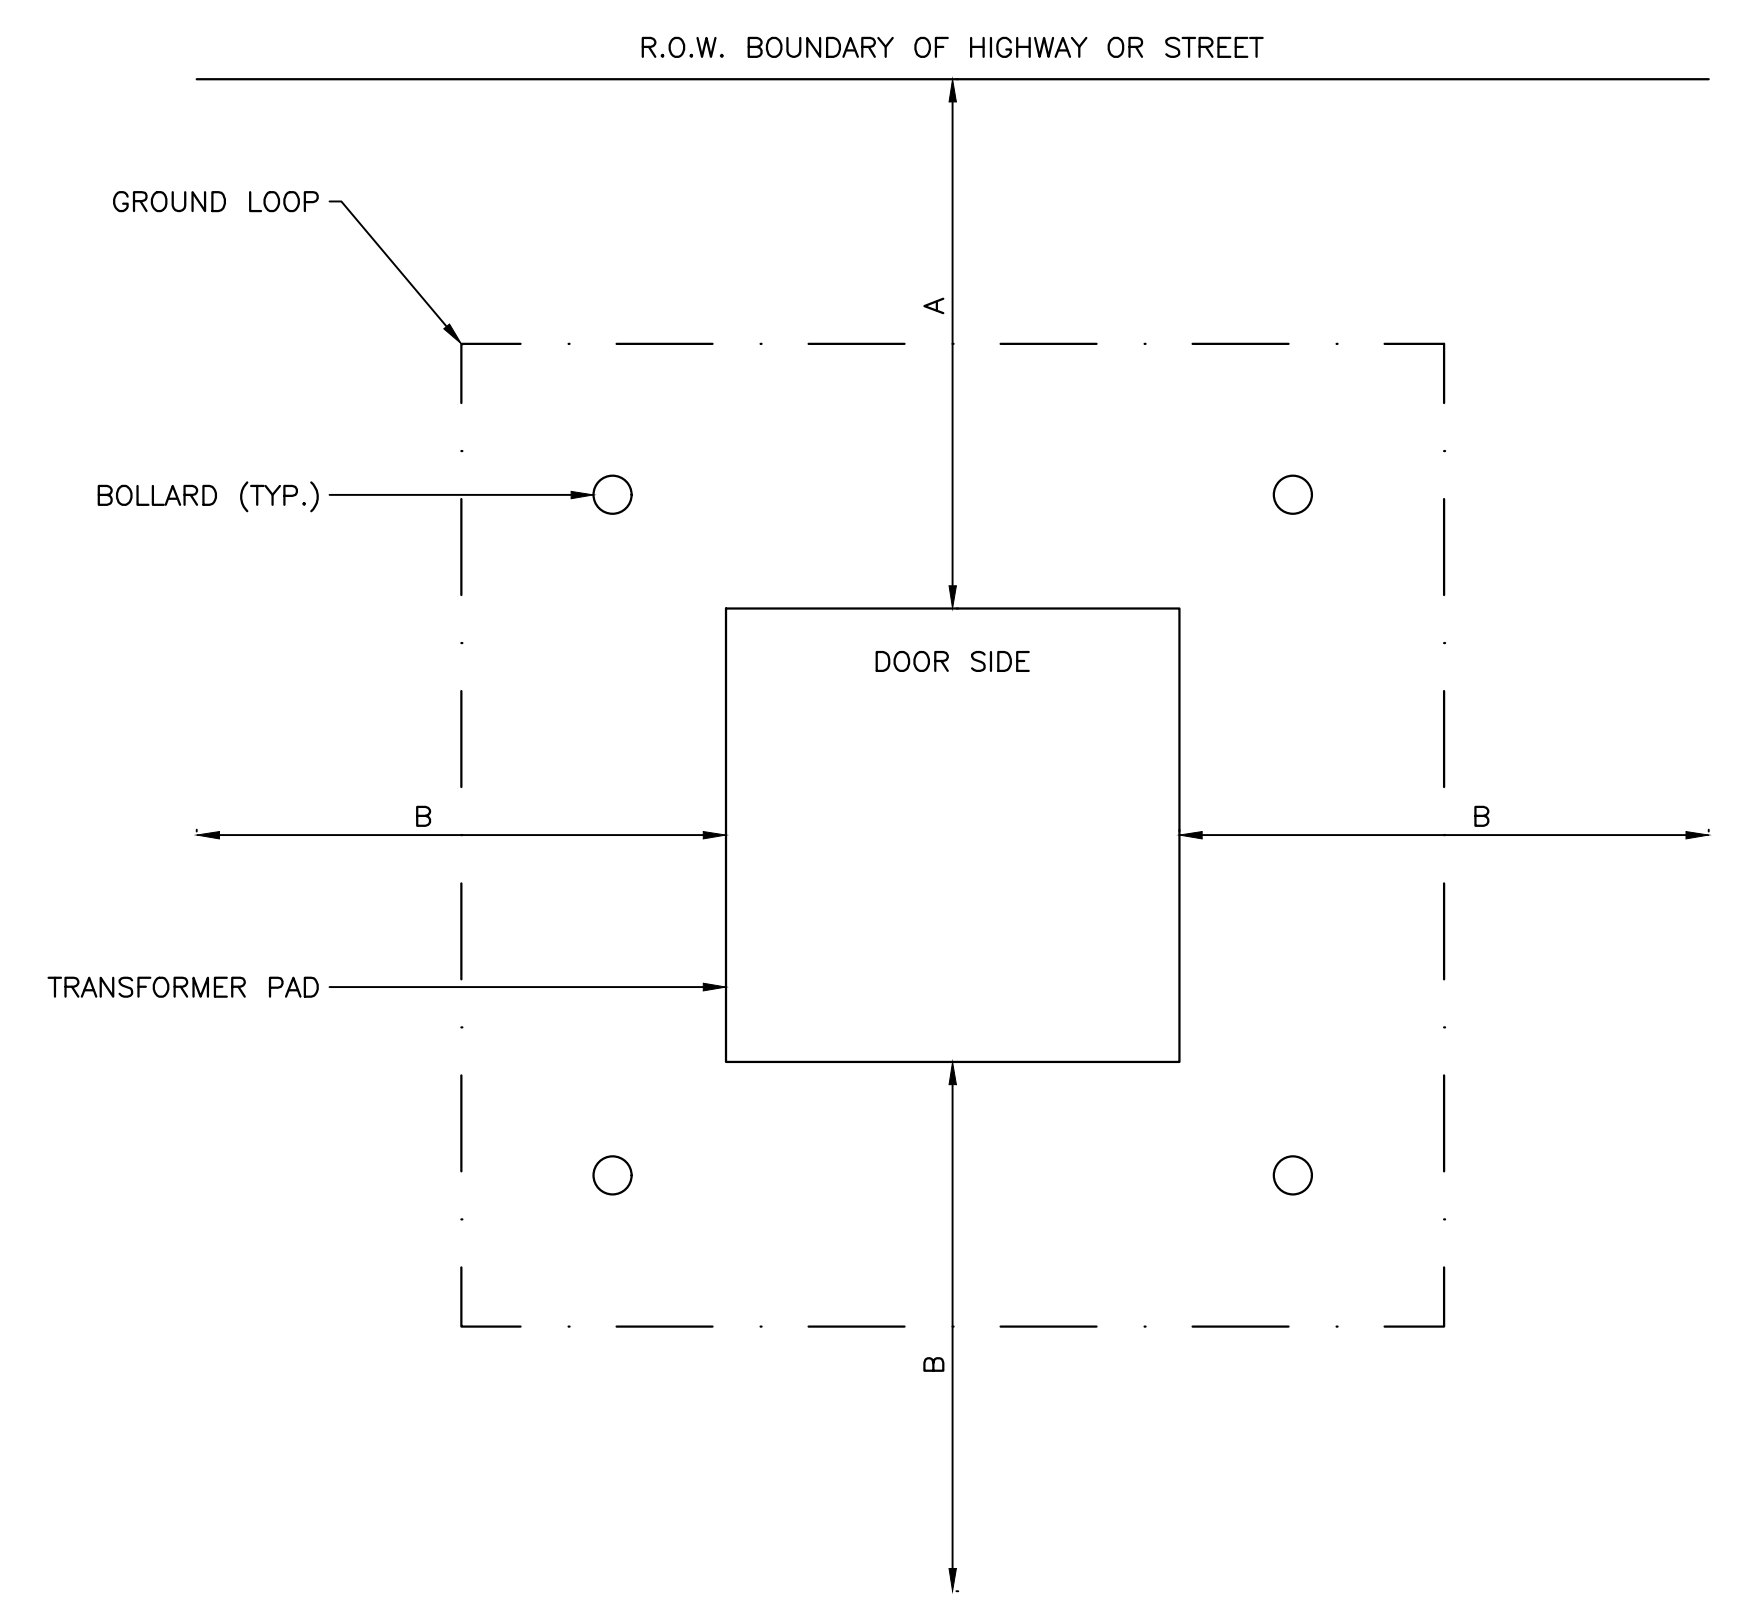 R.O.W. BOUNDARY OF HIGHWAY OR STREET
GROUND LOOP
A
BOLLARD (TYP.)
DOOR SIDE
B
B
TRANSFORMER PAD
B